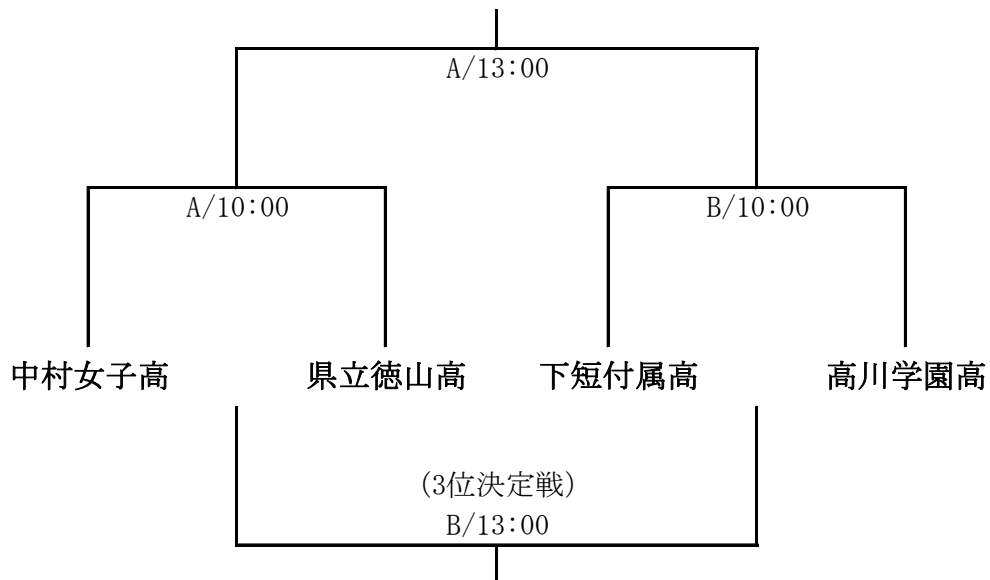 A/13:00
A/10:00
B/10:00
中村女子高
県立徳山高
下短付属高
高川学園高
(3位決定戦)
B/13:00